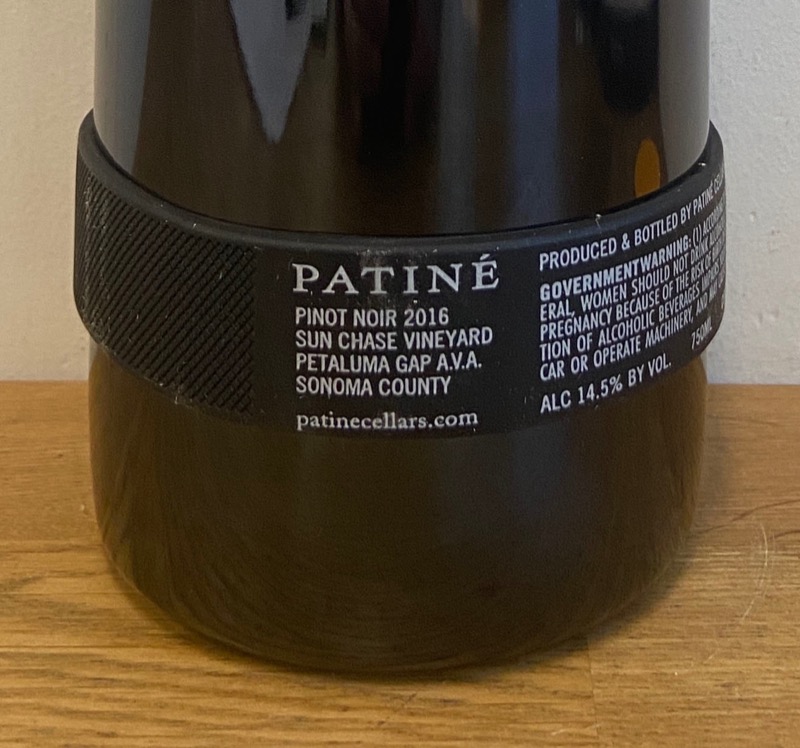 PATINÉ
PINOT NOIR 2016
SUN CHASE VINEYARD
PETALUMA GAP A.V.A.
SONOMA COUNTY
patinecellars.com
PRODUCED & BOTTLED BY PATINÉ
GOVERNMENT WARNING: (1)
ERAL, WOMEN SHOULD NOT DRINK
PREGNANCY BECAUSE OF THE RISK OF
TION OF ALCOHOLIC BEVERAGES IMPAIRS
CAR OR OPERATE MACHINERY, AND
750ML
ALC 14.5% BY VOL.